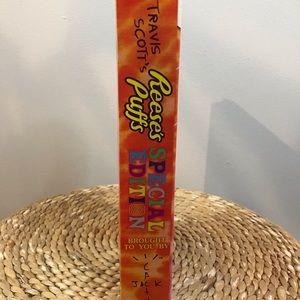 TRAVIS
SCOTT'S
Reese's
Puffs
SPECIAL
EDITION
BROUGHT
TO YOU BY
JACK